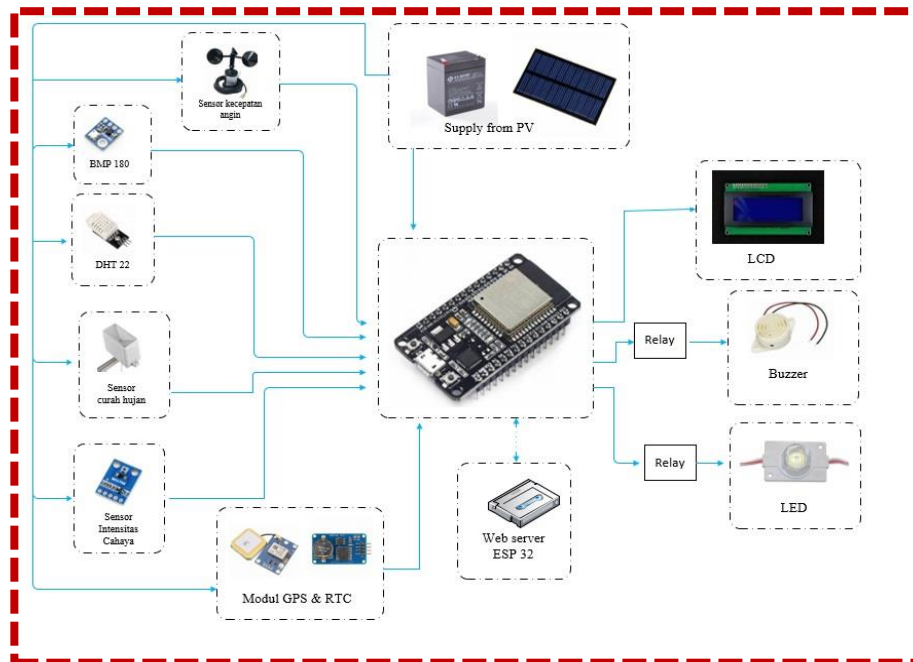 Sensor kecepatan
angin
Supply from PV
BMP 180
DHT 22
LCD
Relay
Buzzer
Sensor
curah hujan
Relay
LED
Sensor
Intensitas
Cahaya
Web server
ESP 32
Modul GPS & RTC